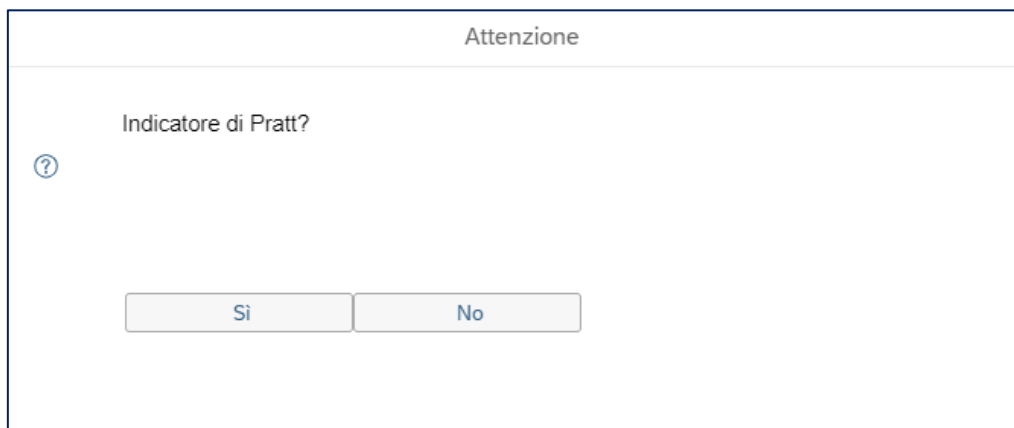 Attenzione
Indicatore di Pratt?
Sì
No